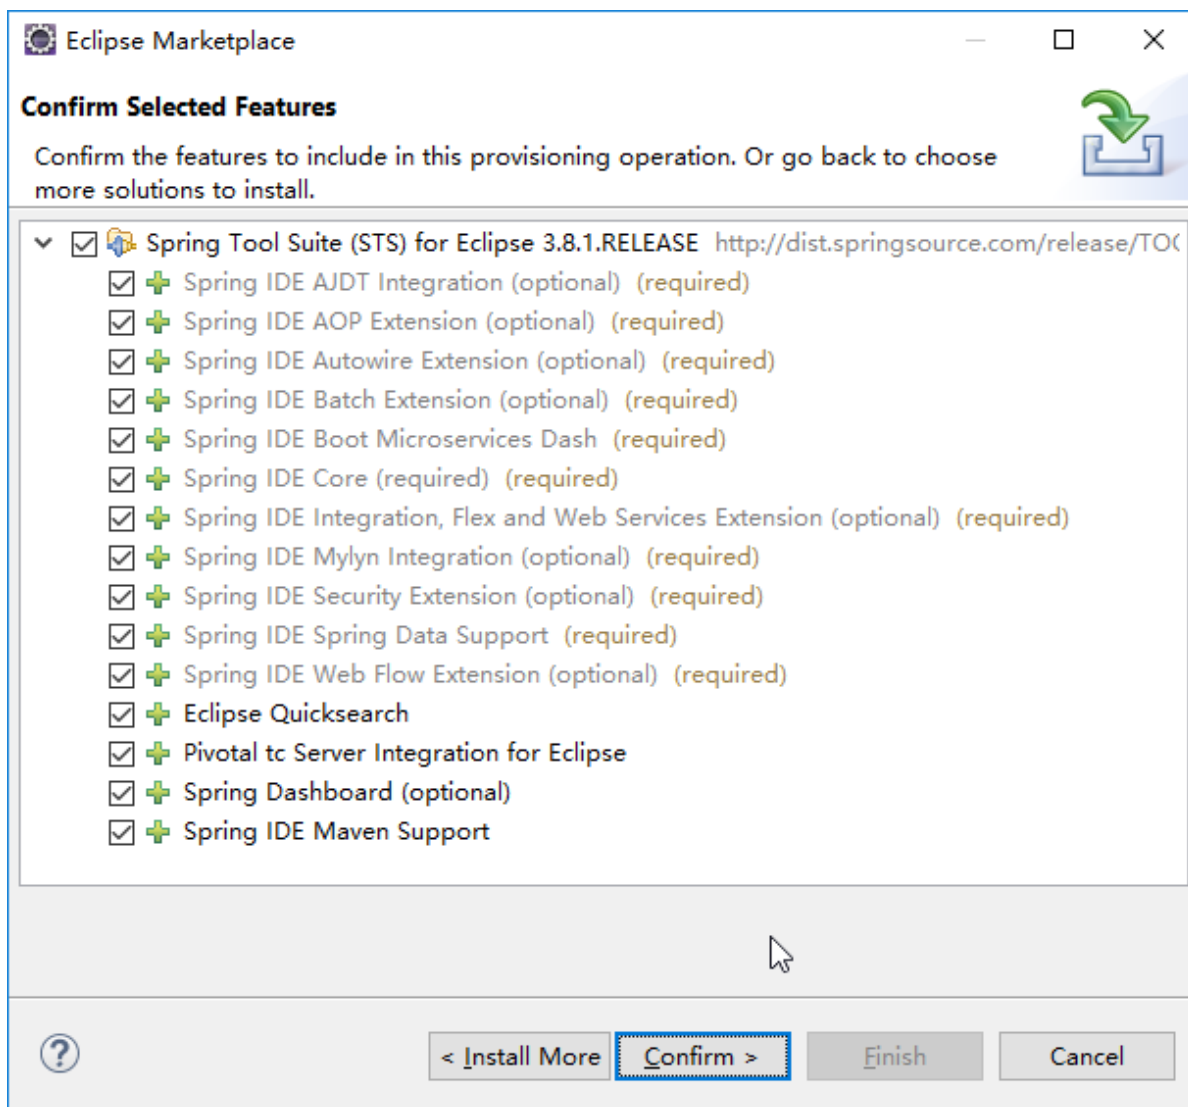 Eclipse Marketplace
Confirm Selected Features
Confirm the features to include in this provisioning operation. Or go back to choose
more solutions to install.
Spring Tool Suite (STS) for Eclipse 3.8.1.RELEASE http://dist.springsource.com/release/TOO
Spring IDE AJDT Integration (optional) (required)
Spring IDE AOP Extension (optional) (required)
Spring IDE Autowire Extension (optional) (required)
Spring IDE Batch Extension (optional) (required)
Spring IDE Boot Microservices Dash (required)
Spring IDE Core (required) (required)
Spring IDE Integration, Flex and Web Services Extension (optional) (required)
Spring IDE Mylyn Integration (optional) (required)
Spring IDE Security Extension (optional) (required)
Spring IDE Spring Data Support (required)
Spring IDE Web Flow Extension (optional) (required)
Eclipse Quicksearch
Pivotal tc Server Integration for Eclipse
Spring Dashboard (optional)
Spring IDE Maven Support
? < Install More Confirm > Finish Cancel